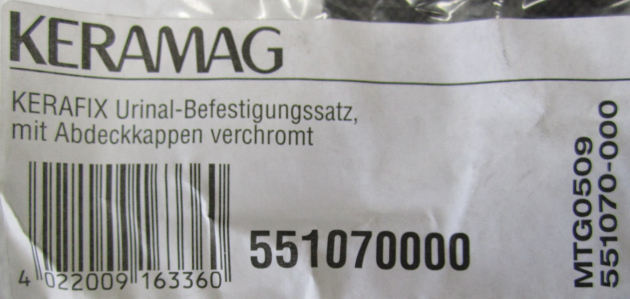 KERAMAG
KERAFIX Urinal-Befestigungssatz,
mit Abdeckkappen verchromt
551070000
4 022009 163360
MTG0509
551070-000